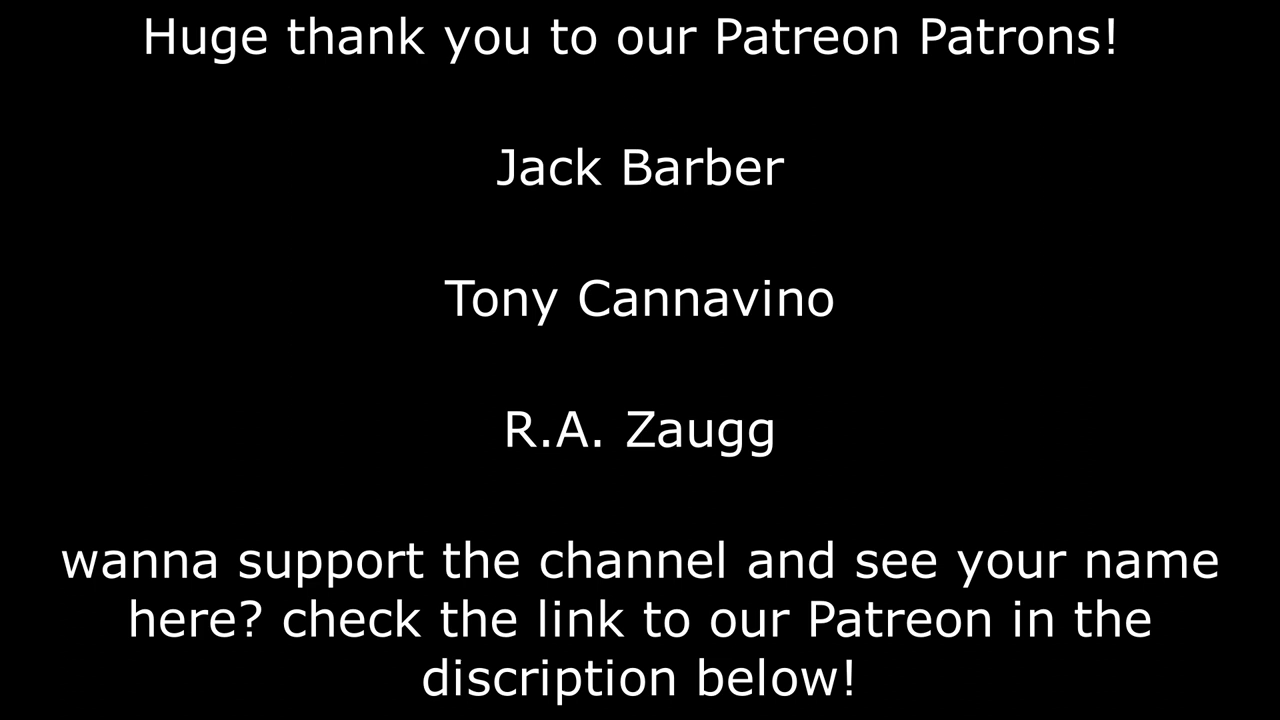 Huge thank you to our Patreon Patrons!
Jack Barber
Tony Cannavino
R.A. Zaugg
wanna support the channel and see your name
here? check the link to our Patreon in the
discription below!